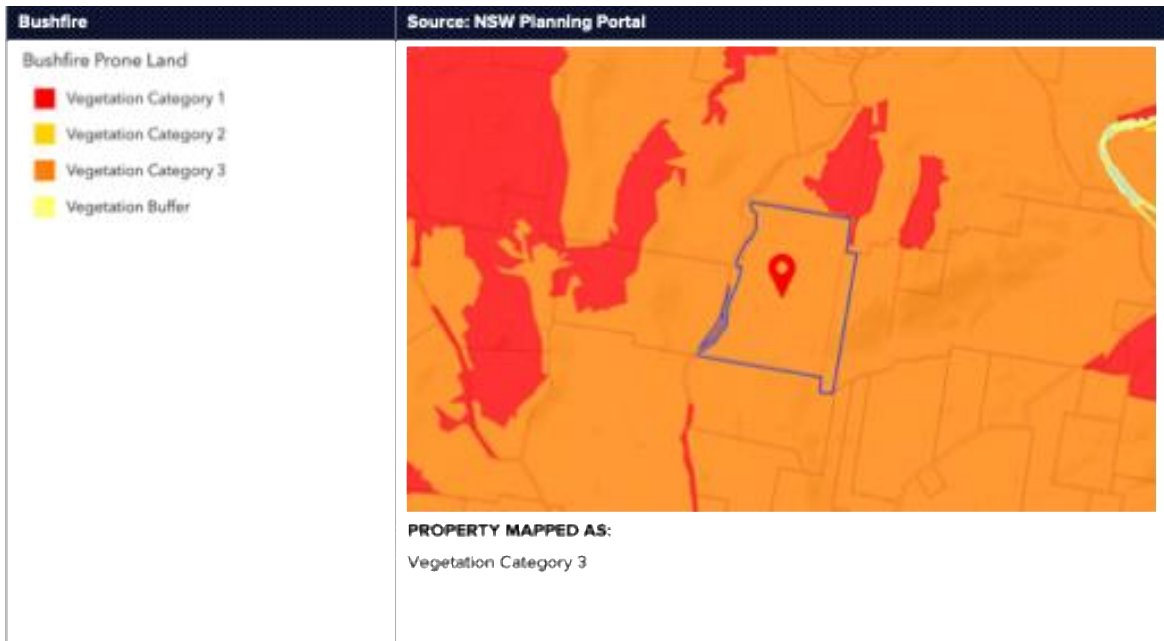 Bushfire
Source: NSW Planning Portal
Bushfire Prone Land
Vegetation Category 1
Vegetation Category 2
Vegetation Category 3
Vegetation Buffer
PROPERTY MAPPED AS:
Vegetation Category 3